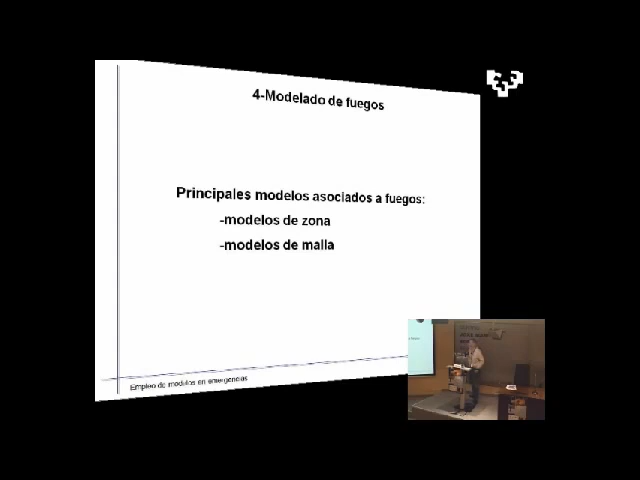 4-Modelado de fuegos
Principales modelos asociados a fuegos:
-modelos de zona
-modelos de malla
Empleo de modelos en emergencias